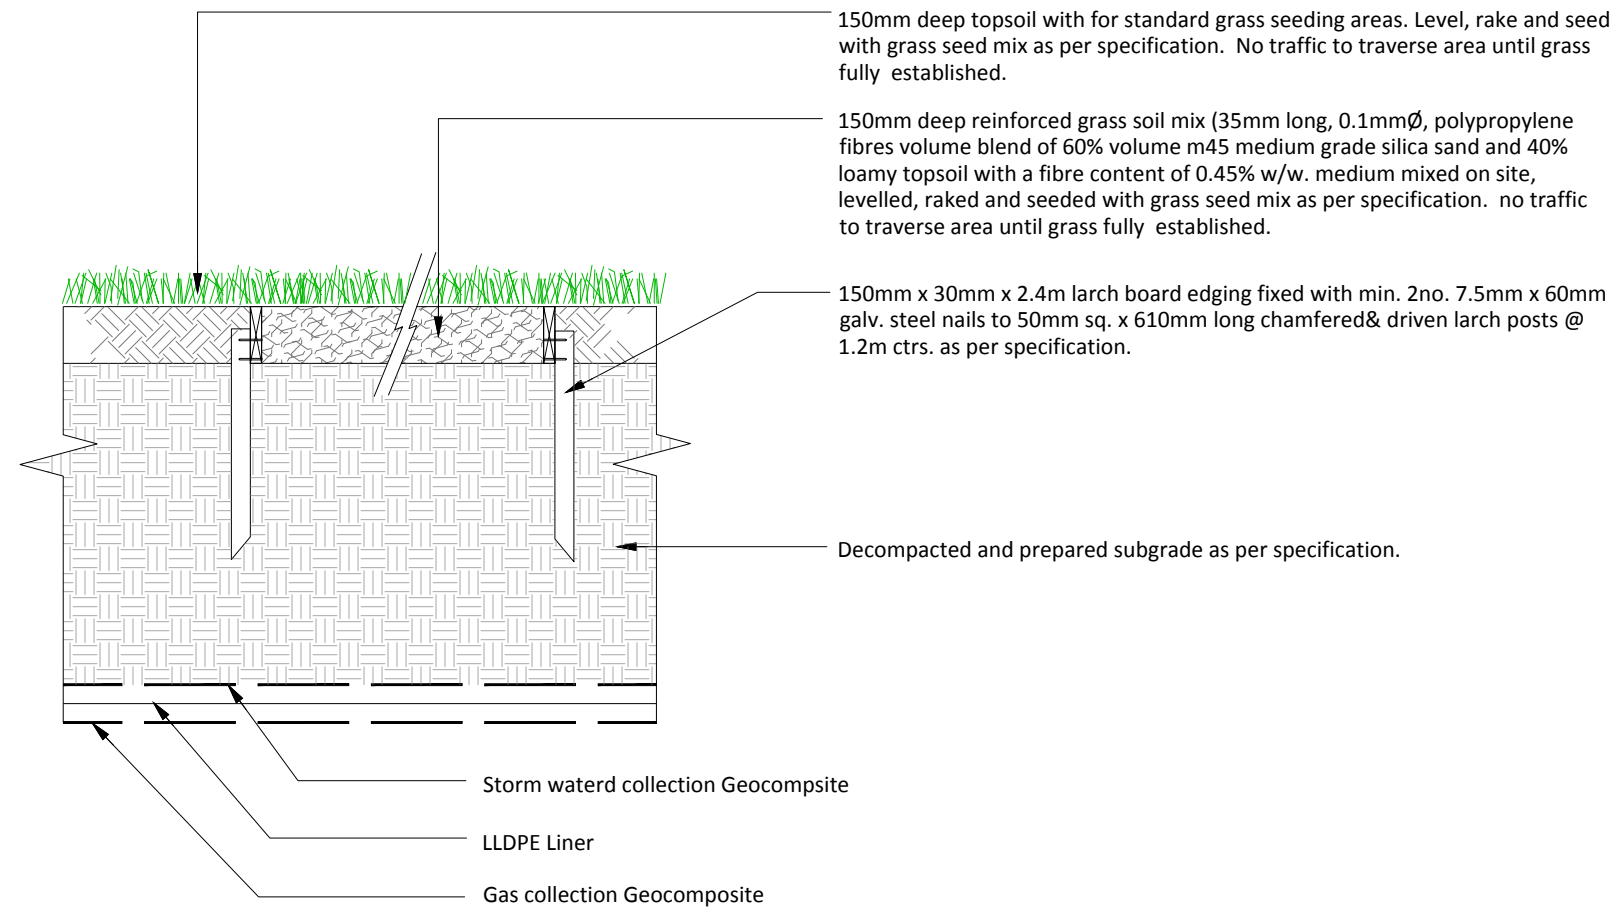 150mm deep topsoil with for standard grass seeding areas. Level, rake and seed
with grass seed mix as per specification.  No traffic to traverse area until grass
fully  established.
150mm deep reinforced grass soil mix (35mm long, 0.1mmØ, polypropylene
fibres volume blend of 60% volume m45 medium grade silica sand and 40%
loamy topsoil with a fibre content of 0.45% w/w. medium mixed on site,
levelled, raked and seeded with grass seed mix as per specification.  no traffic
to traverse area until grass fully  established.
150mm x 30mm x 2.4m larch board edging fixed with min. 2no. 7.5mm x 60mm
galv. steel nails to 50mm sq. x 610mm long chamfered& driven larch posts @
1.2m ctrs. as per specification.
Decompacted and prepared subgrade as per specification.
Storm waterd collection Geocompsite
LLDPE Liner
Gas collection Geocomposite